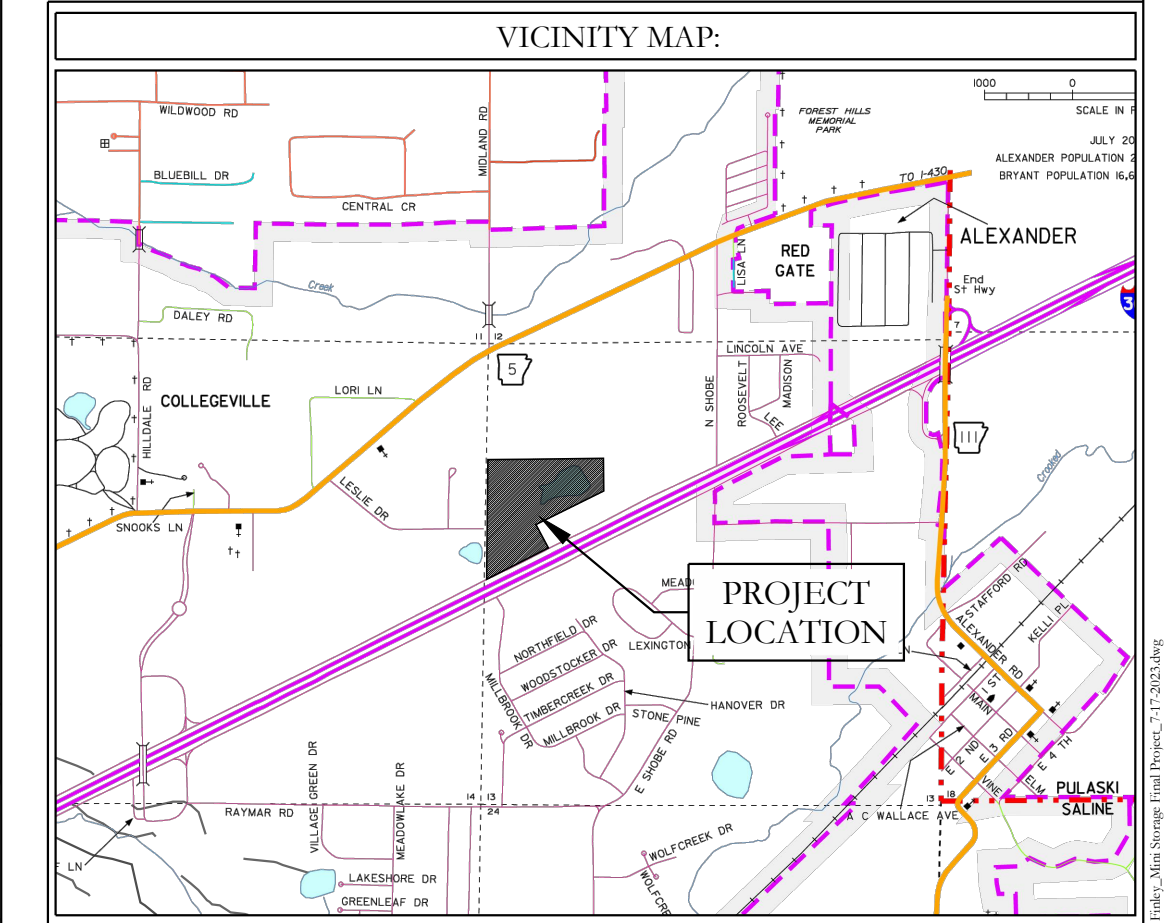 VICINITY MAP:
WILDWOOD RD
BLUEBILL DR
CENTRAL CR
MIDLAND RD
FOREST HILLS
MEMORIAL
PARK
1000 0
SCALE IN F
JULY 20
ALEXANDER POPULATION 2
BRYANT POPULATION 16,6
TO I-430
ALEXANDER
LISA LN
RED
GATE
End
St Hwy
Creek
DALEY RD
11 12
7
3
5
LINCOLN AVE
LORI LN
HILLDALE RD
COLLEGEVILLE
N SHOBE
ROOSEVELT
MADISON
LEE
111
Crooked
LESLIE DR
SNOOKS LN
PROJECT
LOCATION
MEAD
LEXINGTON
N
STAFFORD RD
KELLI PL
ALEXANDER RD
NORTHFIELD DR
WOODSTOCKER DR
TIMBERCREEK DR
MILLBROOK DR
MILLBROOK DR
HANOVER DR
STONE PINE
E SHOBE RD
1 ST
MAIN
E 2 ND
E 3 RD
E 4 TH
VINE
ELM
PULASKI
SALINE
VILLAGE GREEN DR
MEADOWLAKE DR
RAYMAR RD
14 13
24
13 18
A C WALLACE AVE
F LN
WOLFCREEK DR
WOLFCRE
LAKESHORE DR
GREENLEAF DR
Finley_Mini Storage Final Project_7-17-2023.dwg